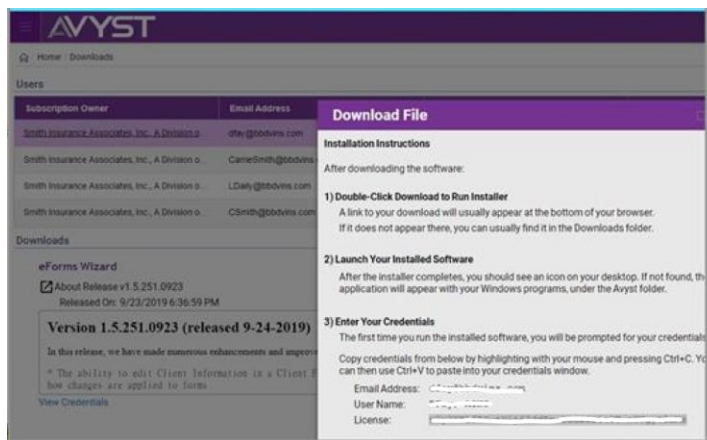 AVYST
Home / Downloads
Users
Subscription Owner Email Address
Smith Insurance Associates, Inc., A Division o... @bbdvins.com
Smith Insurance Associates, Inc., A Division o... CarrieSmith@bbdvins.
Smith Insurance Associates, Inc., A Division o... LDaily@bbdvins.com
Smith Insurance Associates, Inc., A Division o... CSmith@bbdvins.com
Downloads
eForms Wizard
About Release v1.5.251.0923
Released On: 9/23/2019 6:36:59 PM
Version 1.5.251.0923 (released 9-24-2019)
In this release, we have made numerous enhancements and improve
* The ability to edit Client Information in a Client F
how changes are applied to forms
View Credentials
Download File
Installation Instructions
After downloading the software:
1) Double-Click Download to Run Installer
A link to your download will usually appear at the bottom of your browser.
If it does not appear there, you can usually find it in the Downloads folder.
2) Launch Your Installed Software
After the installer completes, you should see an icon on your desktop. If not found, th
application will appear with your Windows programs, under the Avyst folder.
3) Enter Your Credentials
The first time you run the installed software, you will be prompted for your credentials
Copy credentials from below by highlighting with your mouse and pressing Ctrl+C. Yo
can then use Ctrl+V to paste into your credentials window.
Email Address:
User Name:
License: